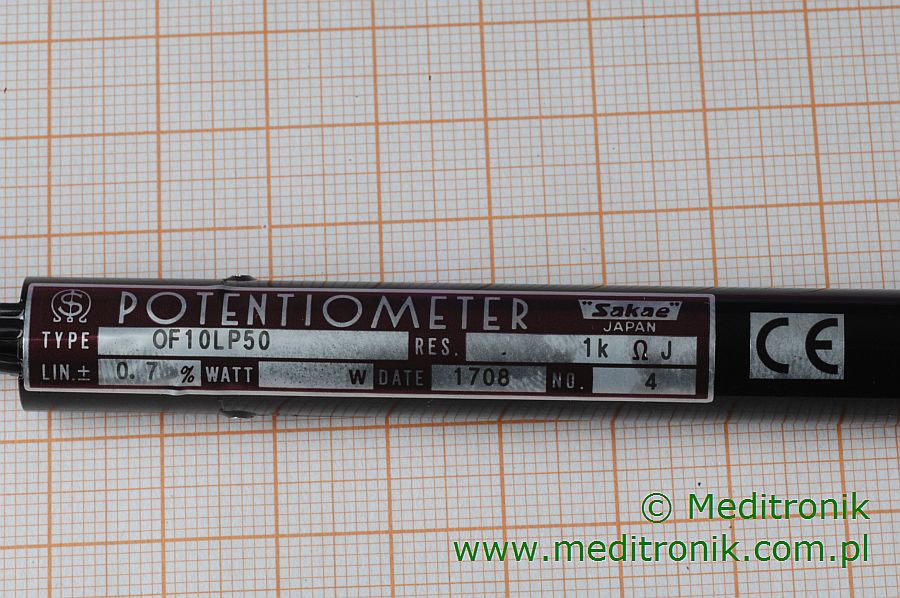 POTENTIOMETER "Sakae"
JAPAN
TYPE OF10LP50 RES. 1k Ω J
LIN.± 0.7 % WATT W DATE 1708 NO. 4
CE
© Meditronik
www.meditronik.com.pl